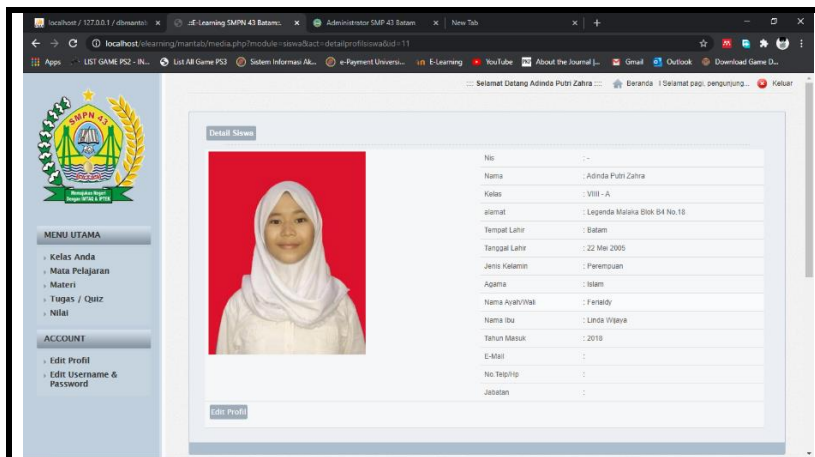 localhost / 127.0.0.1 / dbmantab
.:E-Learning SMPN 43 Batam:.
Administrator SMP 43 Batam
New Tab
localhost/elearning/mantab/media.php?module=siswa&act=detailprofilsiswa&id=11
Apps
LIST GAME PS2 - IN...
List All Game PS3
Sistem Informasi Ak...
e-Payment Universi...
E-Learning
YouTube
About the Journal |...
Gmail
Outlook
Download Game D...
:::: Selamat Datang Adinda Putri Zahra ::::
Beranda
| Selamat pagi, pengunjung...
Keluar
SMPN 43
BATAM
MENU UTAMA
Kelas Anda
Mata Pelajaran
Materi
Tugas / Quiz
Nilai
ACCOUNT
Edit Profil
Edit Username &
Password
Detail Siswa
Nis : -
Nama : Adinda Putri Zahra
Kelas : VIIII - A
alamat : Legenda Malaka Blok B4 No.18
Tempat Lahir : Batam
Tanggal Lahir : 22 Mei 2005
Jenis Kelamin : Perempuan
Agama : Islam
Nama Ayah/Wali : Ferialdy
Nama Ibu : Linda Wijaya
Tahun Masuk : 2018
E-Mail :
No.Telp/Hp :
Jabatan :
Edit Profil